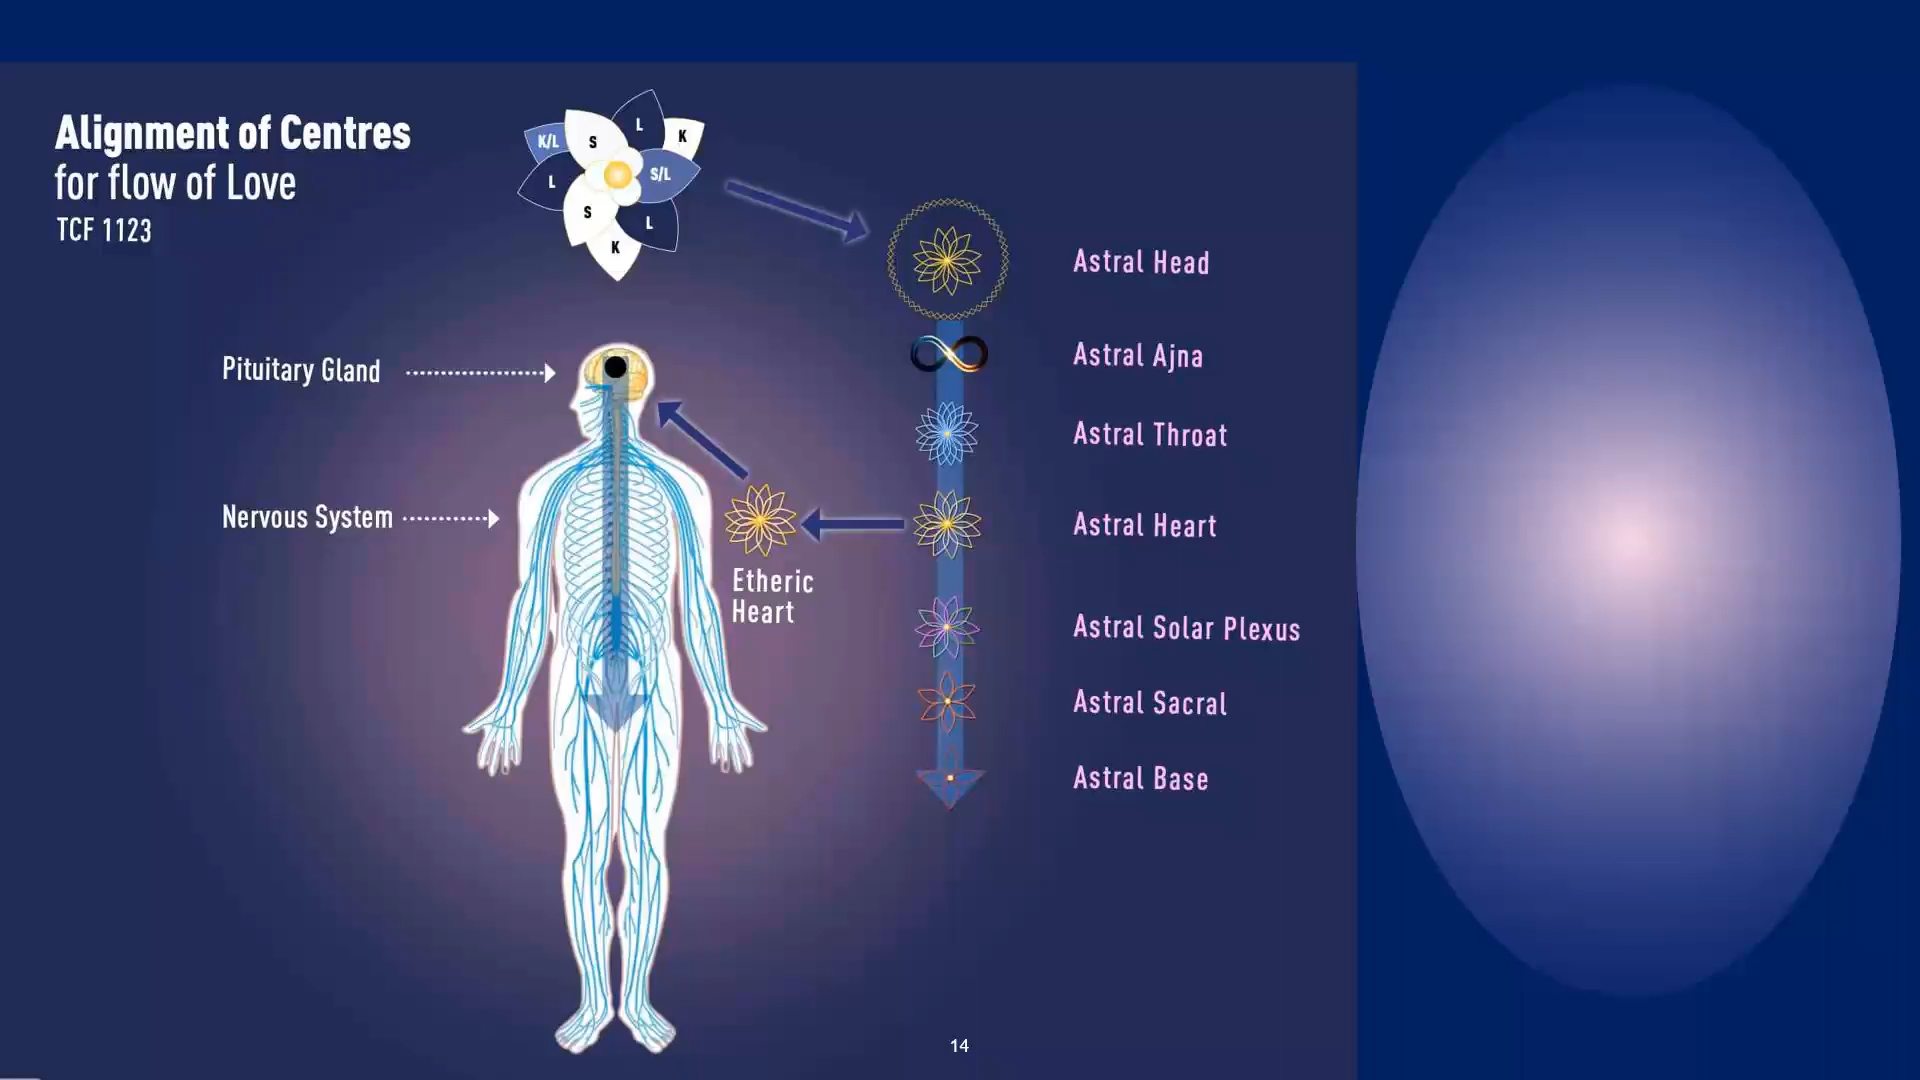 Alignment of Centres
for flow of Love
TCF 1123
L
K
K/L
S
S/L
L
S
L
K
Astral Head
Astral Ajna
Pituitary Gland
Astral Throat
Nervous System
Astral Heart
Etheric
Heart
Astral Solar Plexus
Astral Sacral
Astral Base
14